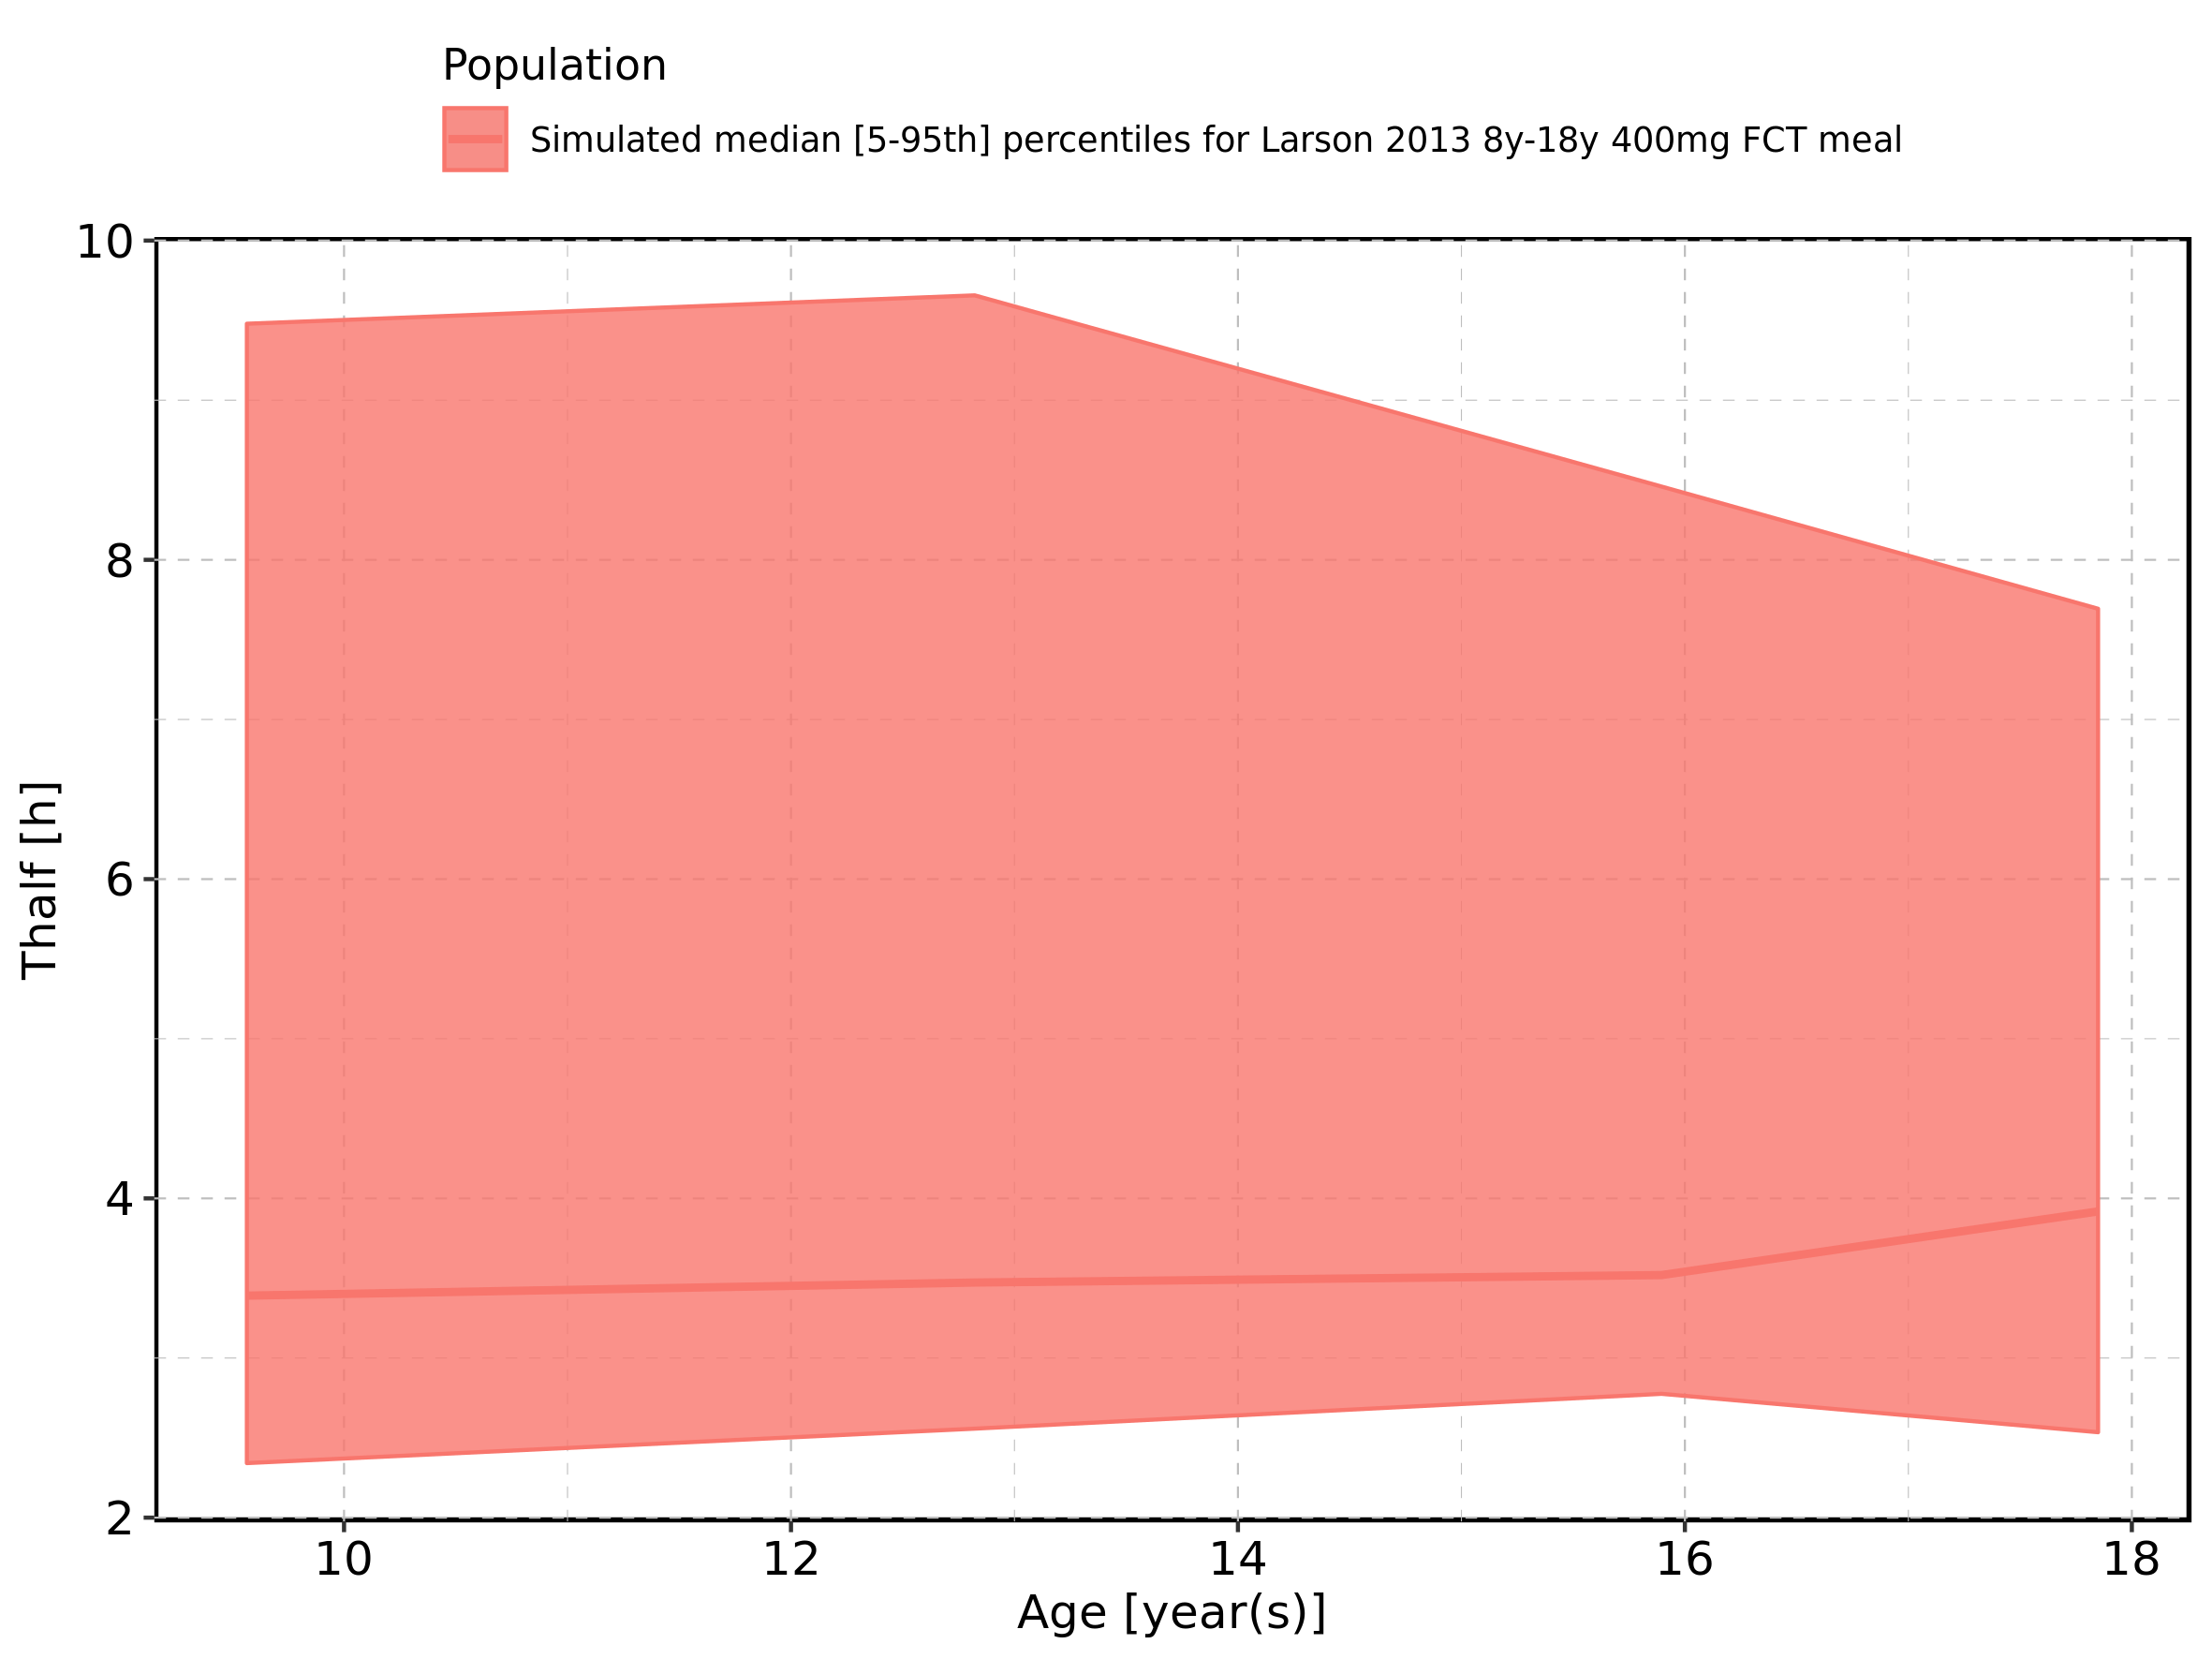 Population
Simulated median [5-95th] percentiles for Larson 2013 8y-18y 400mg FCT meal
10
8
6
4
2
Thalf [h]
10 12 14 16 18
Age [year(s)]